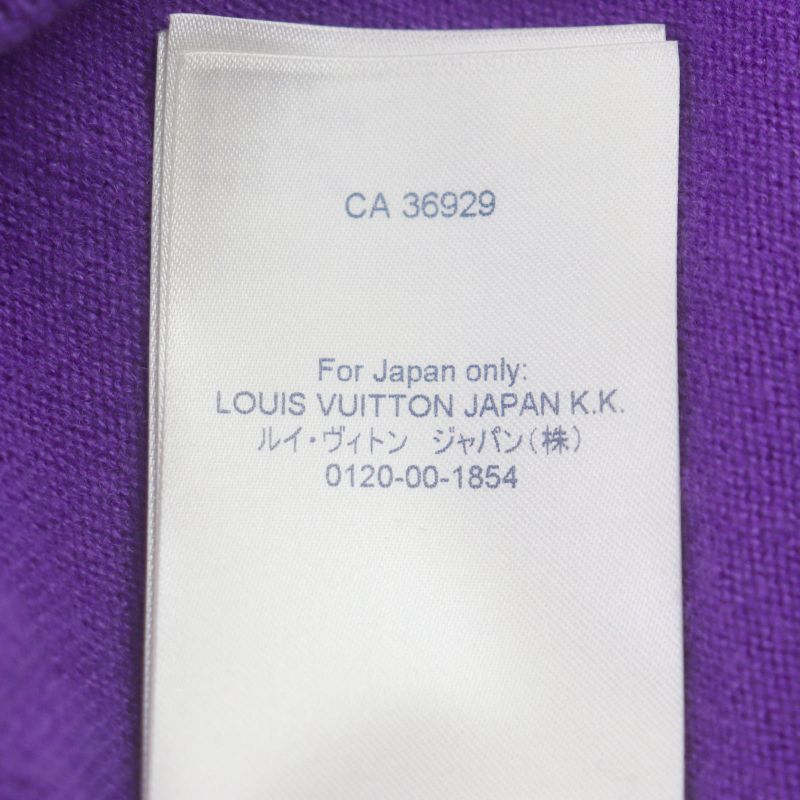 CA 36929
For Japan only:
LOUIS VUITTON JAPAN K.K.
ルイ・ヴィトン ジャパン(株)
0120-00-1854